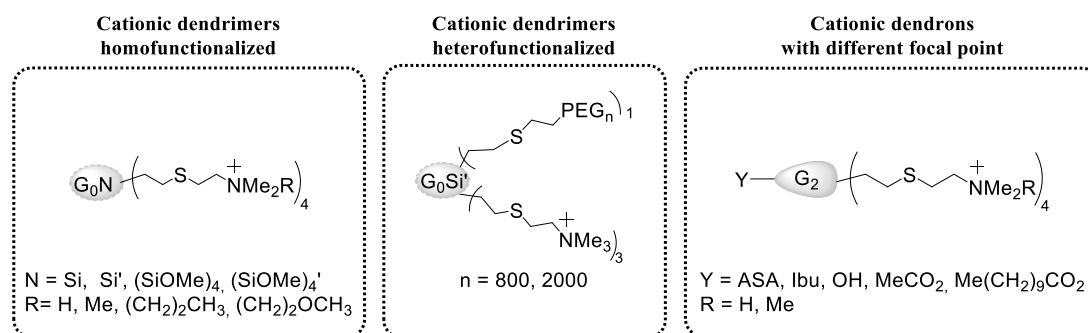 Cationic dendrimers
homofunctionalized
G₀N
S
+
NMe₂R
4
N = Si, Si', (SiOMe)₄, (SiOMe)₄'
R= H, Me, (CH₂)₂CH₃, (CH₂)₂OCH₃
Cationic dendrimers
heterofunctionalized
PEGₙ
1
S
G₀Si'
S
+
NMe₃
3
n = 800, 2000
Cationic dendrons
with different focal point
Y
G₂
S
+
NMe₂R
4
Y = ASA, Ibu, OH, MeCO₂, Me(CH₂)₉CO₂
R = H, Me